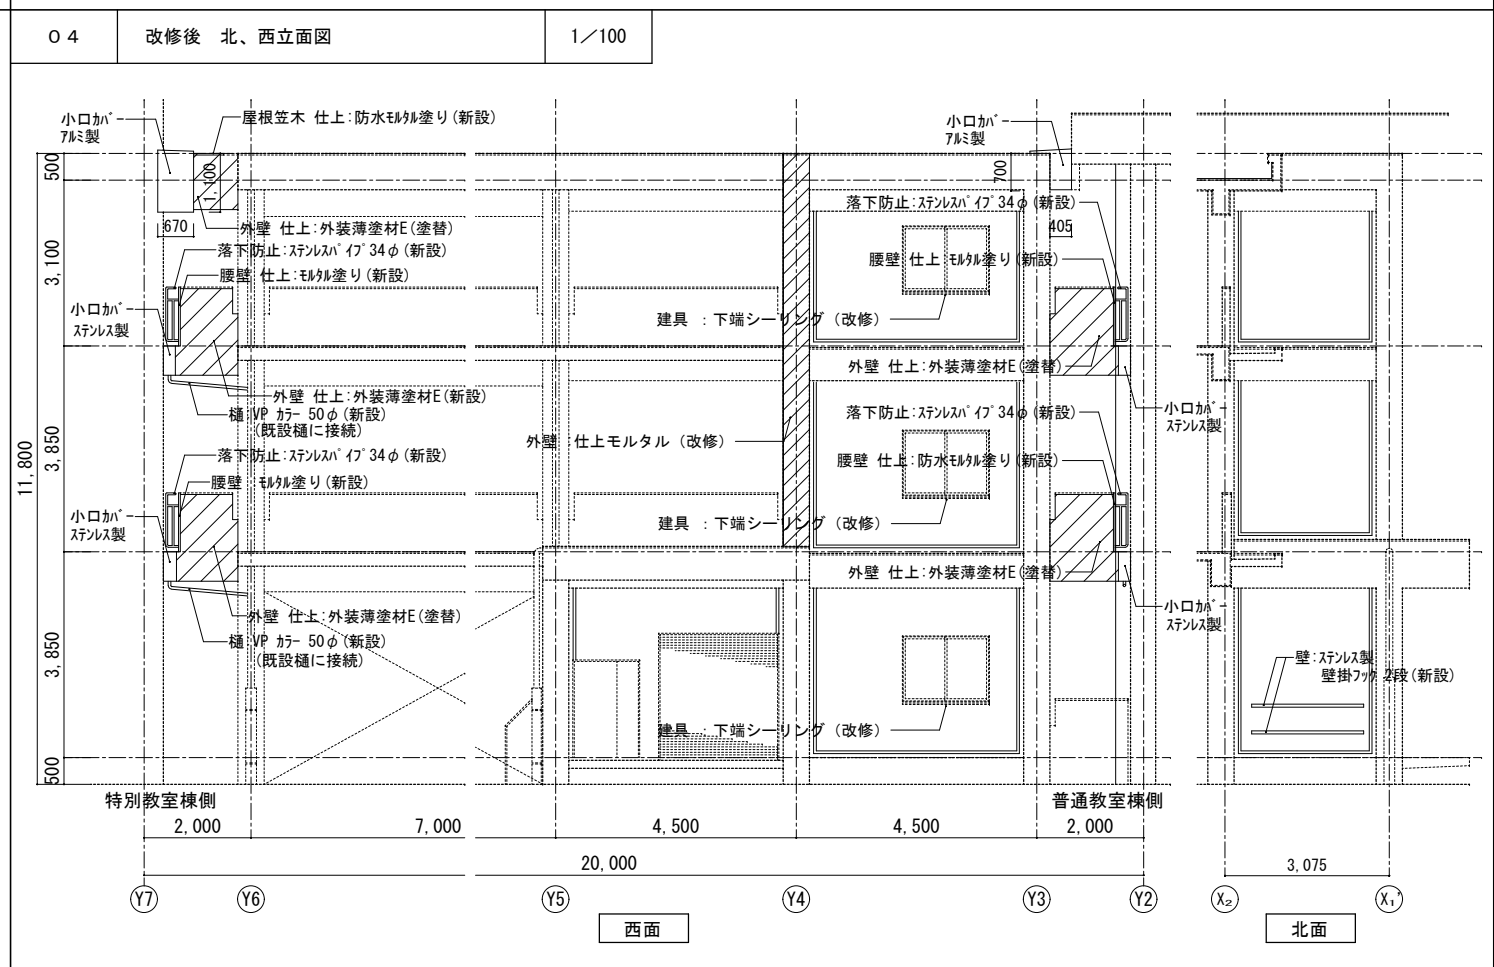 04 改修後 北、西立面図 1/100
小口ｶﾊﾞｰ
ｱﾙﾐ製
屋根笠木 仕上:防水ﾓﾙﾀﾙ塗り(新設)
小口ｶﾊﾞｰ
ｱﾙﾐ製
500
1,100
700
670
外壁 仕上:外装薄塗材E(塗替)
落下防止:ｽﾃﾝﾚｽﾊﾟｲﾌﾟ34φ(新設)
405
落下防止:ｽﾃﾝﾚｽﾊﾟｲﾌﾟ34φ(新設)
腰壁 仕上:ﾓﾙﾀﾙ塗り(新設)
腰壁 仕上 ﾓﾙﾀﾙ塗り(新設)
3,100
小口ｶﾊﾞｰ
ｽﾃﾝﾚｽ製
建具 :下端シーリング(改修)
外壁 仕上:外装薄塗材E(塗替)
外壁 仕上:外装薄塗材E(新設)
樋:VP ｶﾗｰ 50φ(新設)
(既設樋に接続)
落下防止:ｽﾃﾝﾚｽﾊﾟｲﾌﾟ34φ(新設)
小口ｶﾊﾞｰ
ｽﾃﾝﾚｽ製
3,850
11,800
外壁 仕上モルタル(改修)
落下防止:ｽﾃﾝﾚｽﾊﾟｲﾌﾟ34φ(新設)
腰壁 仕上:防水ﾓﾙﾀﾙ塗り(新設)
腰壁 ﾓﾙﾀﾙ塗り(新設)
小口ｶﾊﾞｰ
ｽﾃﾝﾚｽ製
建具 :下端シーリング(改修)
外壁 仕上:外装薄塗材E(塗替)
外壁 仕上:外装薄塗材E(塗替)
小口ｶﾊﾞｰ
ｽﾃﾝﾚｽ製
樋:VP ｶﾗｰ 50φ(新設)
(既設樋に接続)
3,850
壁:ｽﾃﾝﾚｽ製
壁掛ﾌｯｸ 2段(新設)
建具 :下端シーリング(改修)
500
特別教室棟側 普通教室棟側
2,000 7,000 4,500 4,500 2,000
20,000 3,075
Y7 Y6 Y5 Y4 Y3 Y2 X₂ X₁'
西面 北面